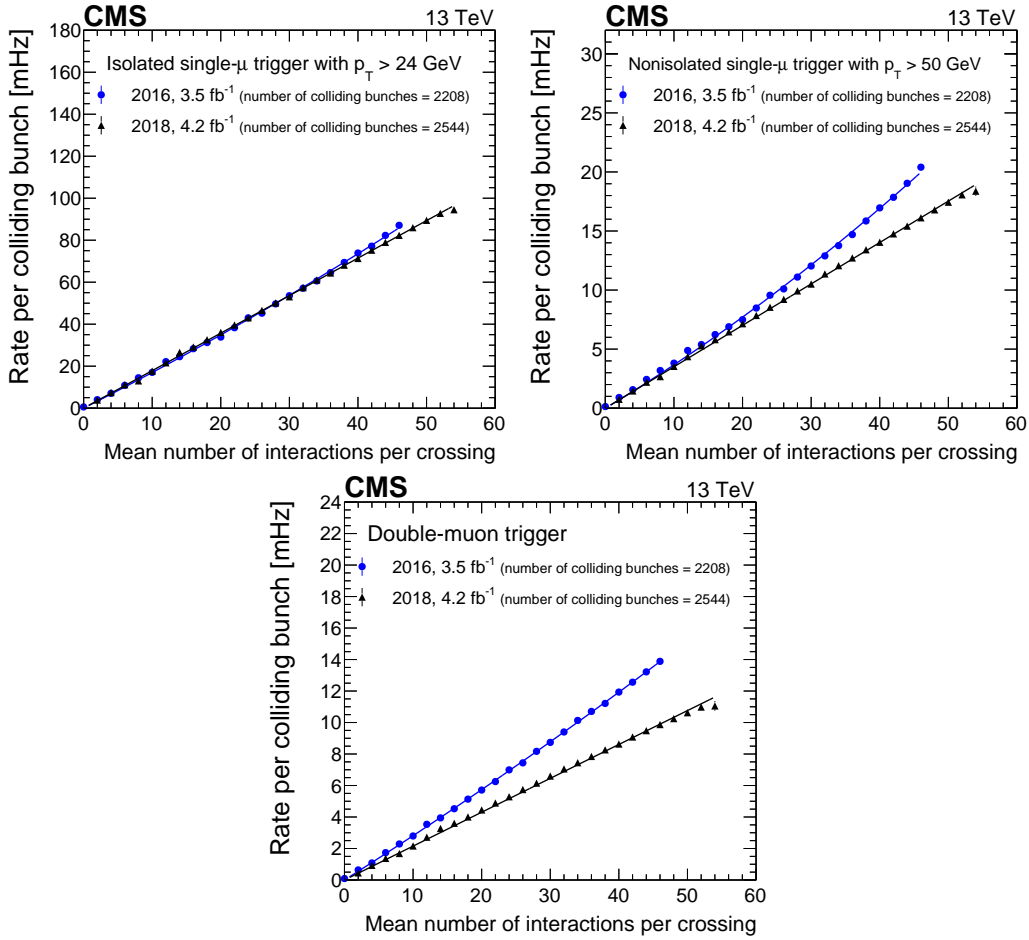 CMS 13 TeV
Rate per colliding bunch [mHz]
180
160
140
120
100
80
60
40
20
0
Isolated single-μ trigger with p_T > 24 GeV
2016, 3.5 fb⁻¹ (number of colliding bunches = 2208)
2018, 4.2 fb⁻¹ (number of colliding bunches = 2544)
0 10 20 30 40 50 60
Mean number of interactions per crossing
CMS 13 TeV
Rate per colliding bunch [mHz]
30
25
20
15
10
5
0
Nonisolated single-μ trigger with p_T > 50 GeV
2016, 3.5 fb⁻¹ (number of colliding bunches = 2208)
2018, 4.2 fb⁻¹ (number of colliding bunches = 2544)
0 10 20 30 40 50 60
Mean number of interactions per crossing
CMS 13 TeV
Rate per colliding bunch [mHz]
24
22
20
18
16
14
12
10
8
6
4
2
0
Double-muon trigger
2016, 3.5 fb⁻¹ (number of colliding bunches = 2208)
2018, 4.2 fb⁻¹ (number of colliding bunches = 2544)
0 10 20 30 40 50 60
Mean number of interactions per crossing